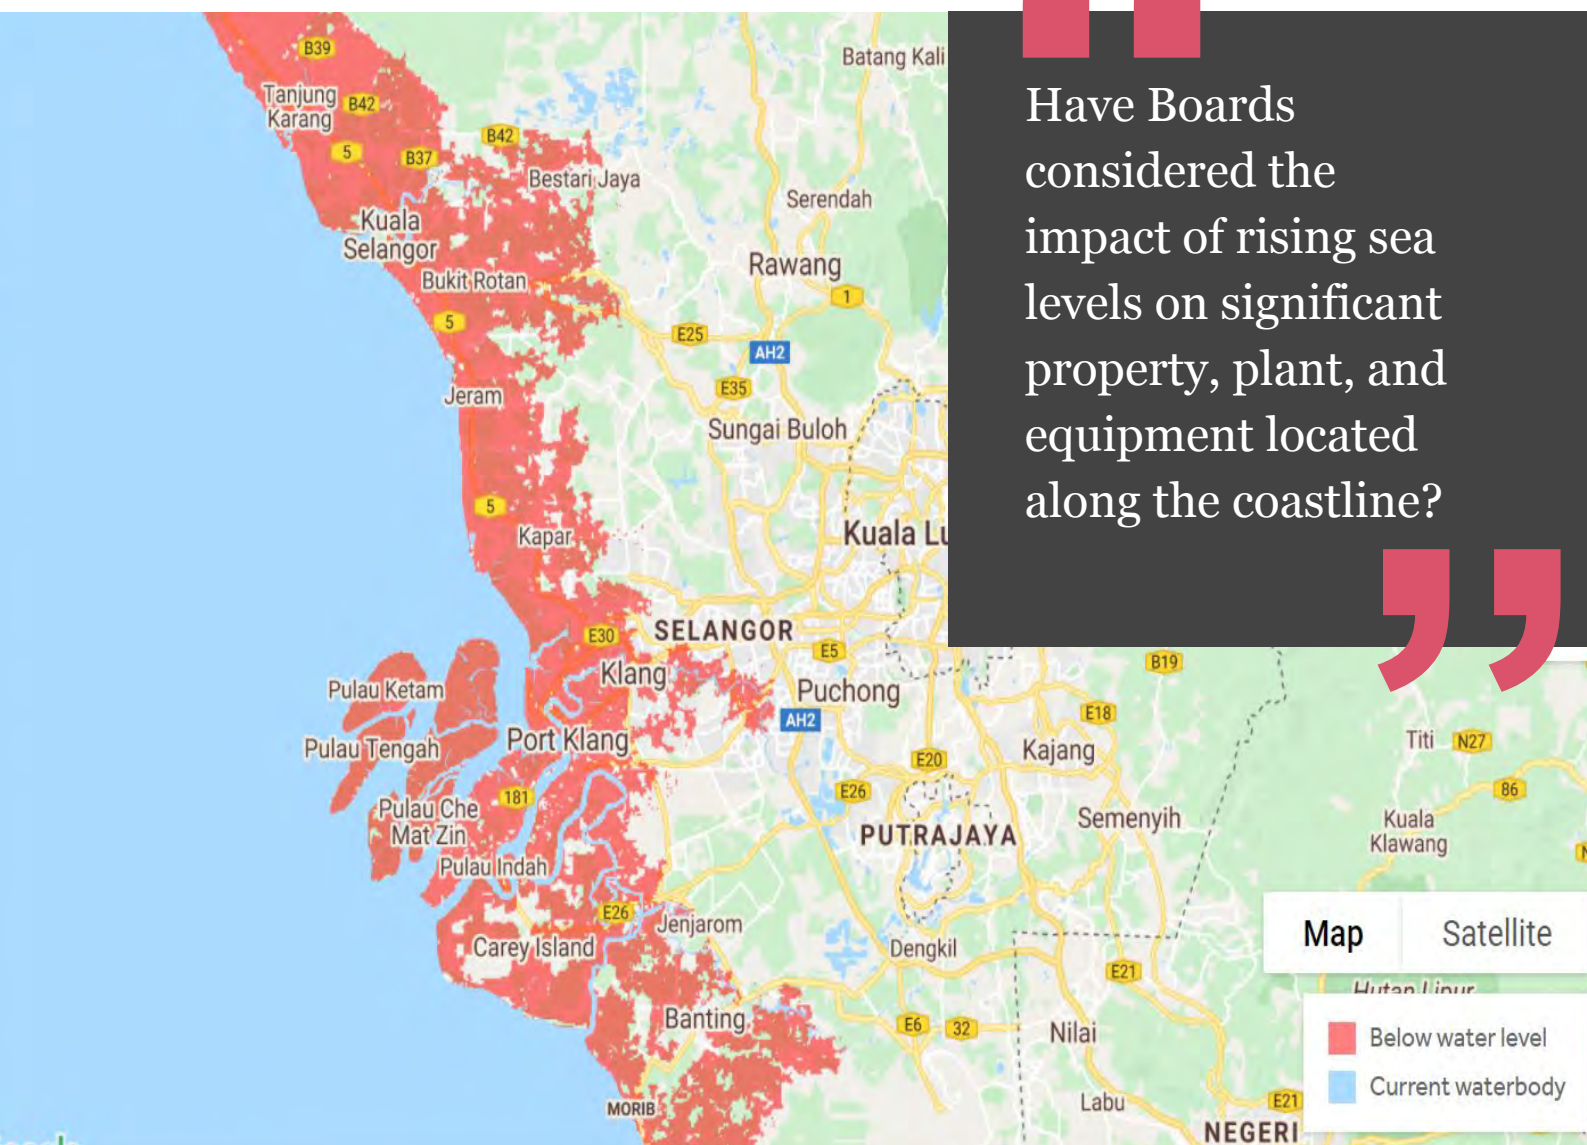 Have Boards
considered the
impact of rising sea
levels on significant
property, plant, and
equipment located
along the coastline?
B39
Batang Kali
Tanjung
Karang
B42
B42
5
B37
Bestari Jaya
Serendah
Kuala
Selangor
Bukit Rotan
Rawang
1
5
E25
AH2
E35
Jeram
Sungai Buloh
5
Kapar
Kuala Lu
E30
SELANGOR
E5
B19
Klang
Pulau Ketam
Puchong
AH2
E18
Pulau Tengah
Port Klang
Kajang
Titi
N27
E20
181
E26
86
Pulau Che
Mat Zin
Semenyih
Kuala
Klawang
PUTRAJAYA
Pulau Indah
E26
Jenjarom
Carey Island
Dengkil
Map
Satellite
E21
Hutan Lipur
Banting
E6
32
Nilai
Below water level
Current waterbody
MORIB
Labu
E21
NEGERI